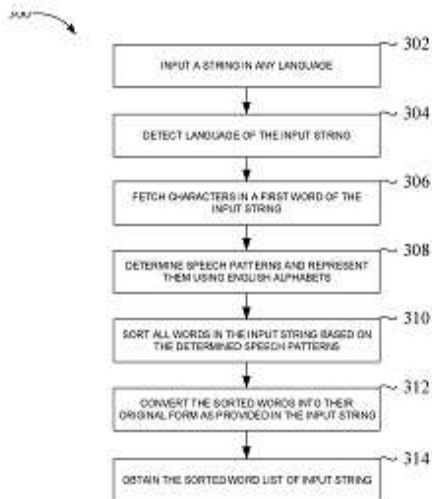 300
302
INPUT A STRING IN ANY LANGUAGE
304
DETECT LANGUAGE OF THE INPUT STRING
306
FETCH CHARACTERS IN A FIRST WORD OF THE
INPUT STRING
308
DETERMINE SPEECH PATTERNS AND REPRESENT
THEM USING ENGLISH ALPHABETS
310
SORT ALL WORDS IN THE INPUT STRING BASED ON
THE DETERMINED SPEECH PATTERNS
312
CONVERT THE SORTED WORDS INTO THEIR
ORIGINAL FORM AS PROVIDED IN THE INPUT STRING
314
OBTAIN THE SORTED WORD LIST OF INPUT STRING